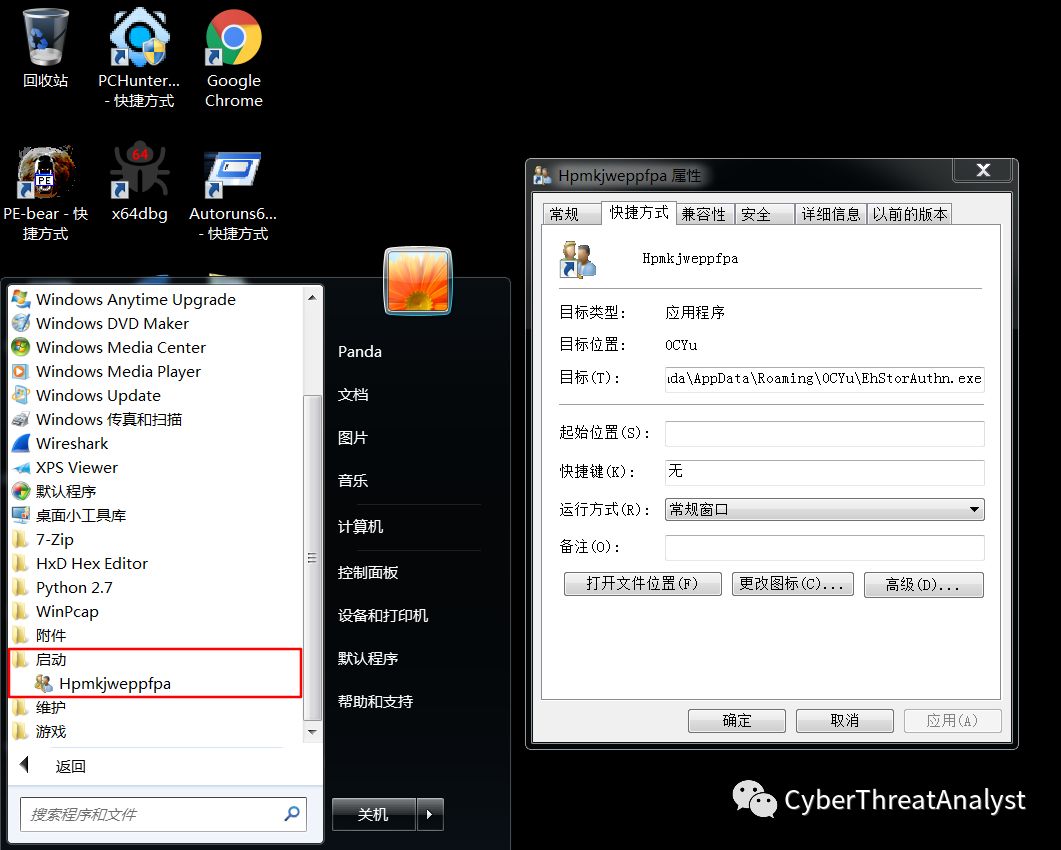 回收站
PCHunter...
- 快捷方式
Google
Chrome
PE
PE-bear - 快
捷方式
64
x64dbg
Autoruns6...
- 快捷方式
Windows Anytime Upgrade
Windows DVD Maker
Windows Media Center
Windows Media Player
Windows Update
Windows 传真和扫描
Wireshark
XPS Viewer
默认程序
桌面小工具库
7-Zip
HxD Hex Editor
Python 2.7
WinPcap
附件
启动
Hpmkjweppfpa
维护
游戏
返回
搜索程序和文件
Panda
文档
图片
音乐
计算机
控制面板
设备和打印机
默认程序
帮助和支持
关机
Hpmkjweppfpa 属性
常规 快捷方式 兼容性 安全 详细信息 以前的版本
Hpmkjweppfpa
目标类型: 应用程序
目标位置: OCYu
目标(T): da\AppData\Roaming\OCYu\EhStorAuthn.exe
起始位置(S):
快捷键(K): 无
运行方式(R): 常规窗口
备注(O):
打开文件位置(F) 更改图标(C)... 高级(D)...
确定 取消 应用(A)
CyberThreatAnalyst